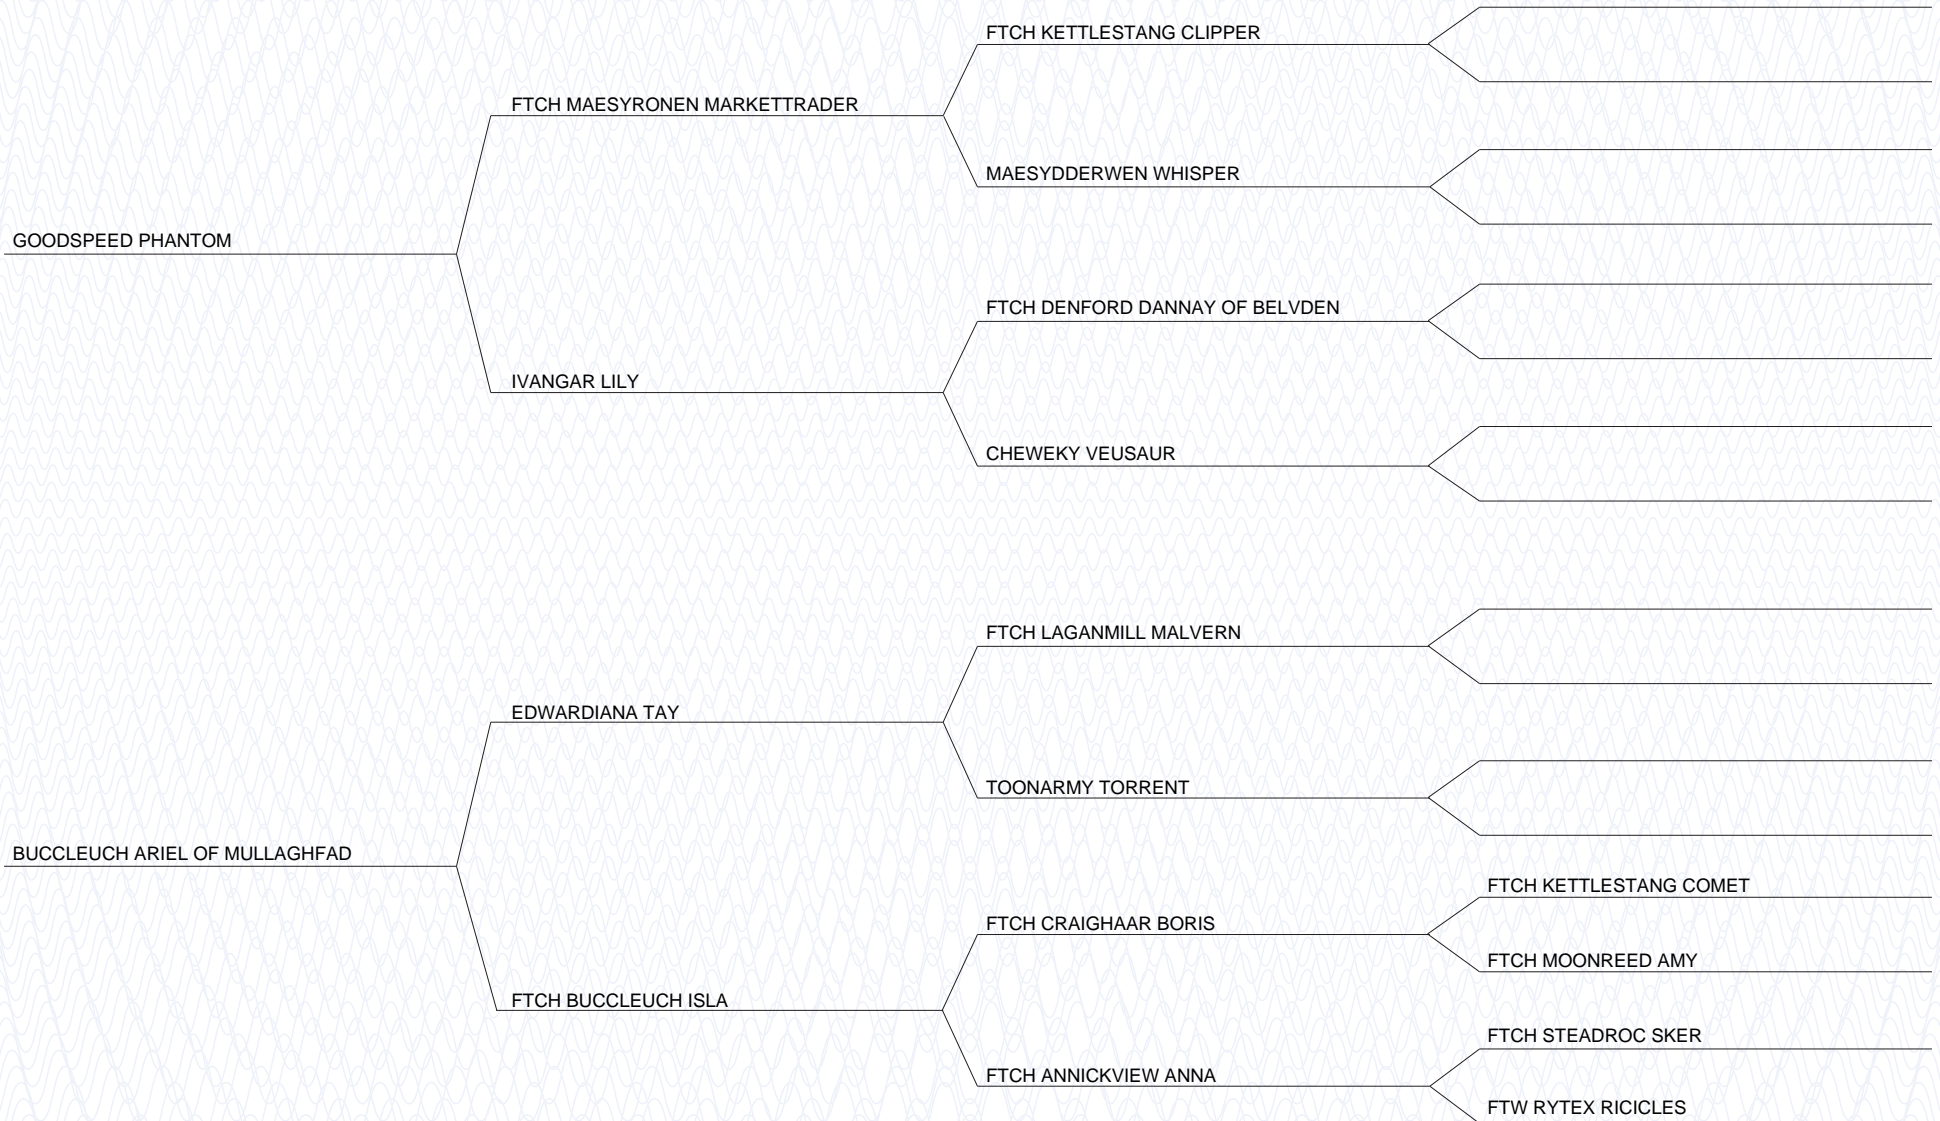 FTCH KETTLESTANG CLIPPER
FTCH MAESYRONEN MARKETTRADER
MAESYDDERWEN WHISPER
GOODSPEED PHANTOM
FTCH DENFORD DANNAY OF BELVDEN
IVANGAR LILY
CHEWEKY VEUSAUR
FTCH LAGANMILL MALVERN
EDWARDIANA TAY
TOONARMY TORRENT
BUCCLEUCH ARIEL OF MULLAGHFAD
FTCH KETTLESTANG COMET
FTCH CRAIGHAAR BORIS
FTCH MOONREED AMY
FTCH BUCCLEUCH ISLA
FTCH STEADROC SKER
FTCH ANNICKVIEW ANNA
FTW RYTEX RICICLES